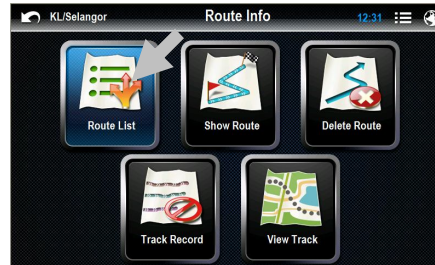 KL/Selangor Route Info 12:31
Route List Show Route Delete Route
Track Record View Track